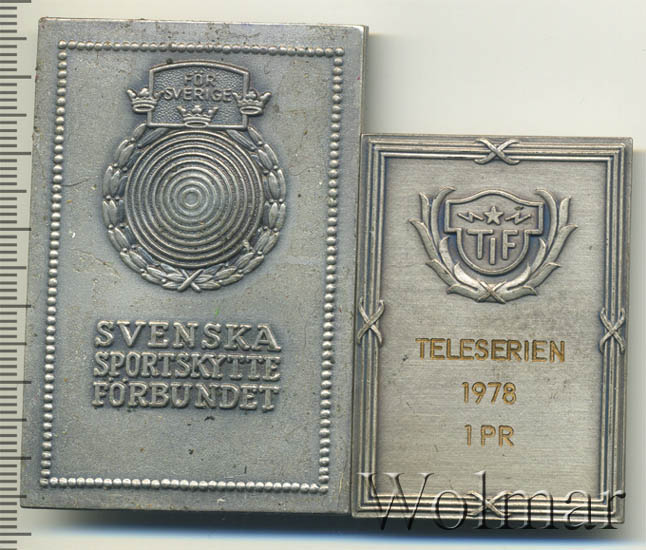 FÖR
SVERIGE
SVENSKA
SPORTSKYTTE
FÖRBUNDET
TIF
TELESERIEN
1978
1 PR
Wolmar